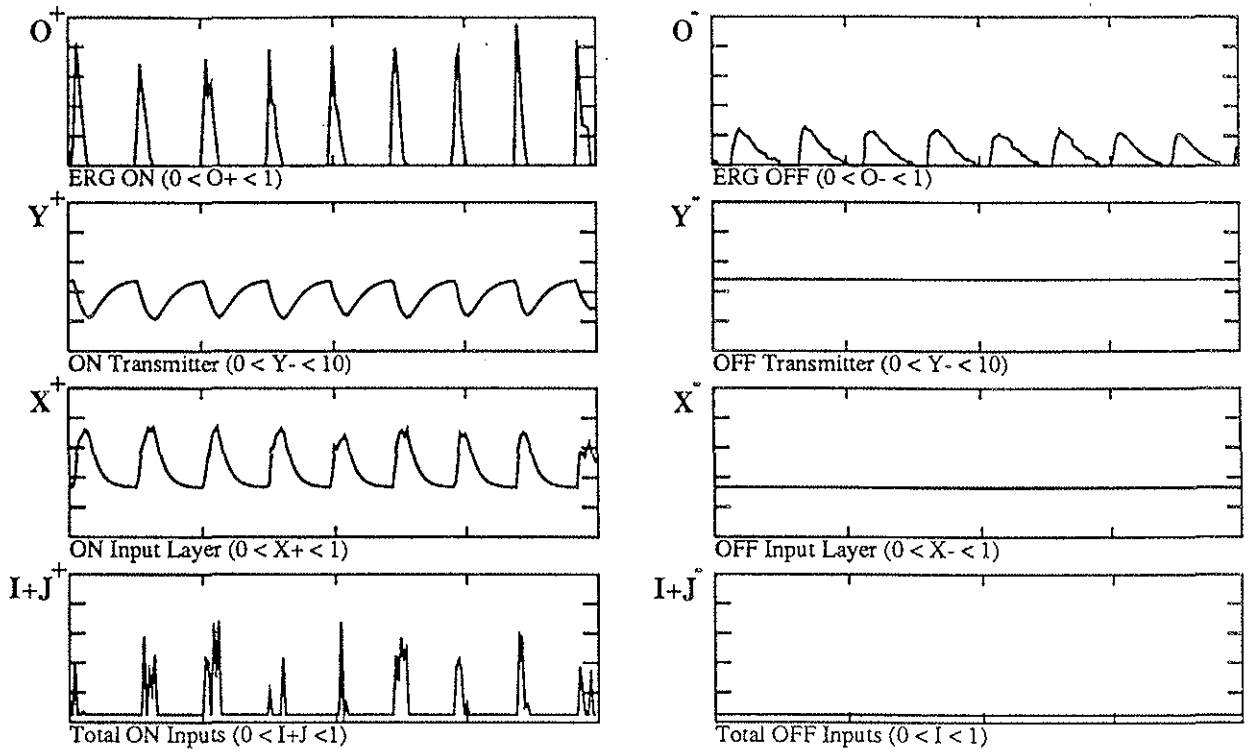 O+
ERG ON (0 < O+ < 1)
O-
ERG OFF (0 < O- < 1)
Y+
ON Transmitter (0 < Y- < 10)
Y-
OFF Transmitter (0 < Y- < 10)
X+
ON Input Layer (0 < X+ < 1)
X-
OFF Input Layer (0 < X- < 1)
I+J+
Total ON Inputs (0 < I+J <1)
I+J-
Total OFF Inputs (0 < I < 1)